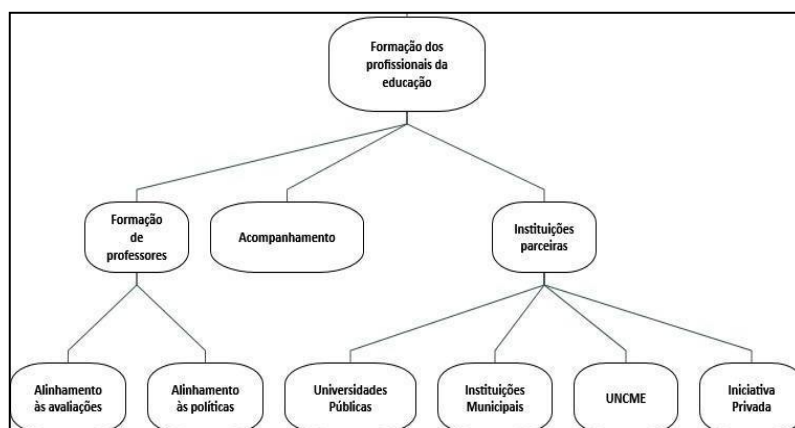 Formação dos
profissionais da
educação
Formação
de
professores
Acompanhamento
Instituições
parceiras
Alinhamento
às avaliações
Alinhamento
às políticas
Universidades
Públicas
Instituições
Municipais
UNCME
Iniciativa
Privada